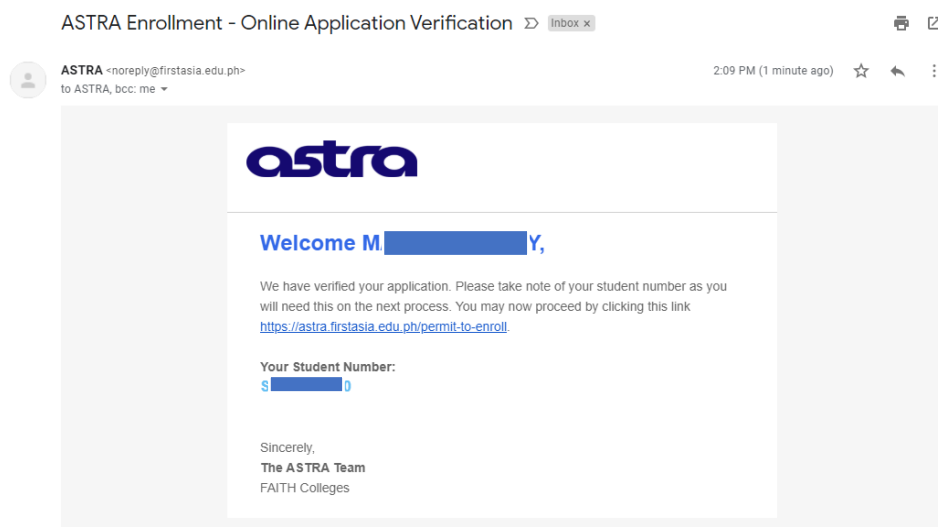 ASTRA Enrollment - Online Application Verification Inbox ×
ASTRA <noreply@firstasia.edu.ph> 2:09 PM (1 minute ago)
to ASTRA, bcc: me
astra
Welcome M Y,
We have verified your application. Please take note of your student number as you
will need this on the next process. You may now proceed by clicking this link
https://astra.firstasia.edu.ph/permit-to-enroll.
Your Student Number:
S 0
Sincerely,
The ASTRA Team
FAITH Colleges